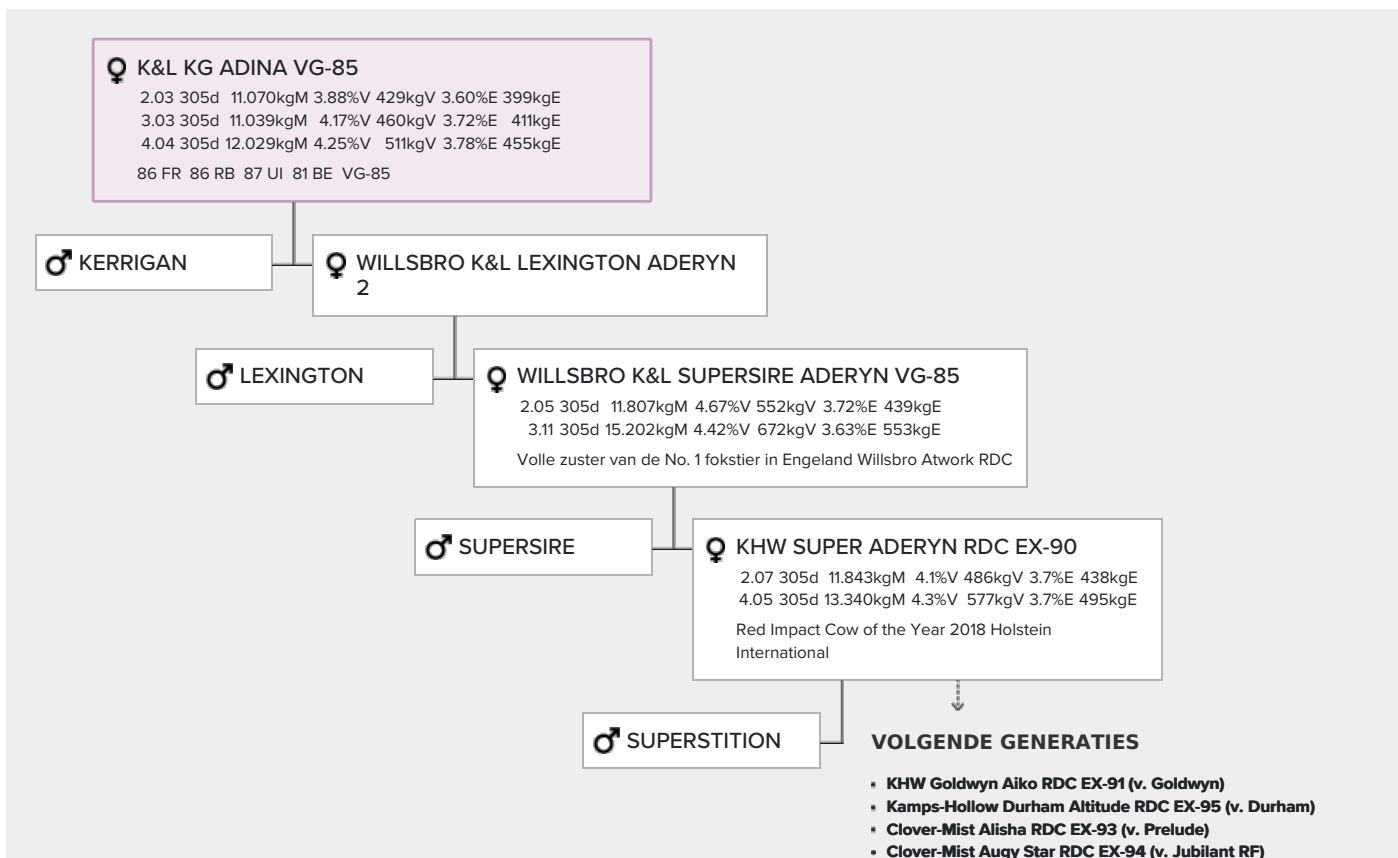 K&L KG ADINA VG-85
2.03 305d 11.070kgM 3.88%V 429kgV 3.60%E 399kgE
3.03 305d 11.039kgM 4.17%V 460kgV 3.72%E 411kgE
4.04 305d 12.029kgM 4.25%V 511kgV 3.78%E 455kgE
86 FR 86 RB 87 UI 81 BE VG-85
KERRIGAN
WILLSBRO K&L LEXINGTON ADERYN
2
LEXINGTON
WILLSBRO K&L SUPERSIRE ADERYN VG-85
2.05 305d 11.807kgM 4.67%V 552kgV 3.72%E 439kgE
3.11 305d 15.202kgM 4.42%V 672kgV 3.63%E 553kgE
Volle zuster van de No. 1 fokstier in Engeland Willsbro Atwork RDC
SUPERSIRE
KHW SUPER ADERYN RDC EX-90
2.07 305d 11.843kgM 4.1%V 486kgV 3.7%E 438kgE
4.05 305d 13.340kgM 4.3%V 577kgV 3.7%E 495kgE
Red Impact Cow of the Year 2018 Holstein
International
SUPERSTITION
VOLGENDE GENERATIES
KHW Goldwyn Aiko RDC EX-91 (v. Goldwyn)
Kamps-Hollow Durham Altitude RDC EX-95 (v. Durham)
Clover-Mist Alisha RDC EX-93 (v. Prelude)
Clover-Mist Augy Star RDC EX-94 (v. Jubilant RF)